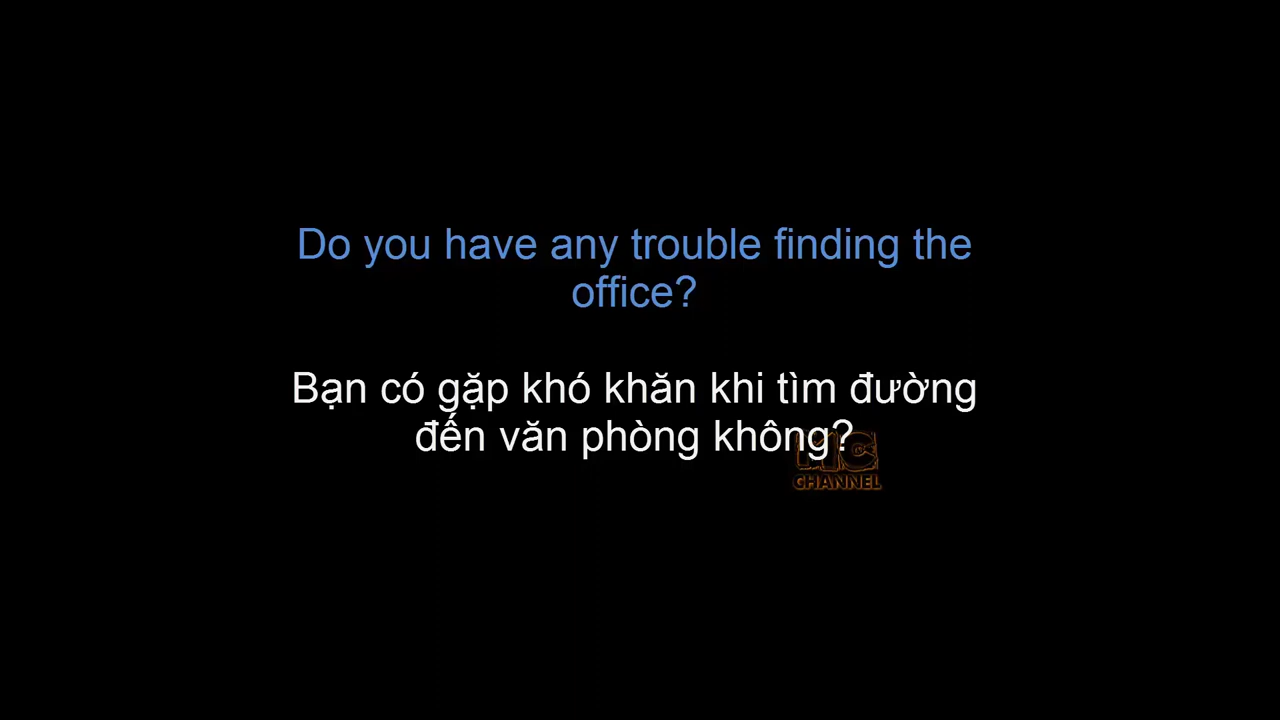 Do you have any trouble finding the
office?
Bạn có gặp khó khăn khi tìm đường
đến văn phòng không?
CHANNEL